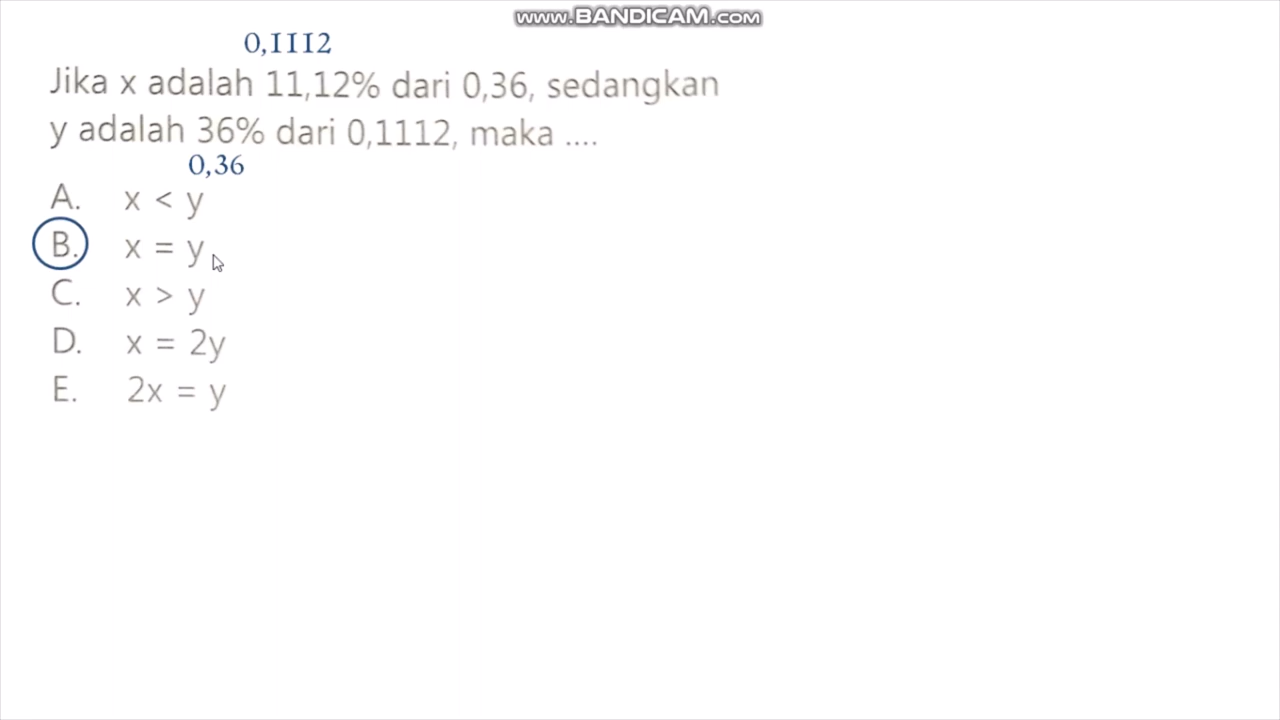 www.BANDICAM.com
0,1112
Jika x adalah 11,12% dari 0,36, sedangkan
y adalah 36% dari 0,1112, maka ....
0,36
A. x < y
B. x = y
C. x > y
D. x = 2y
E. 2x = y